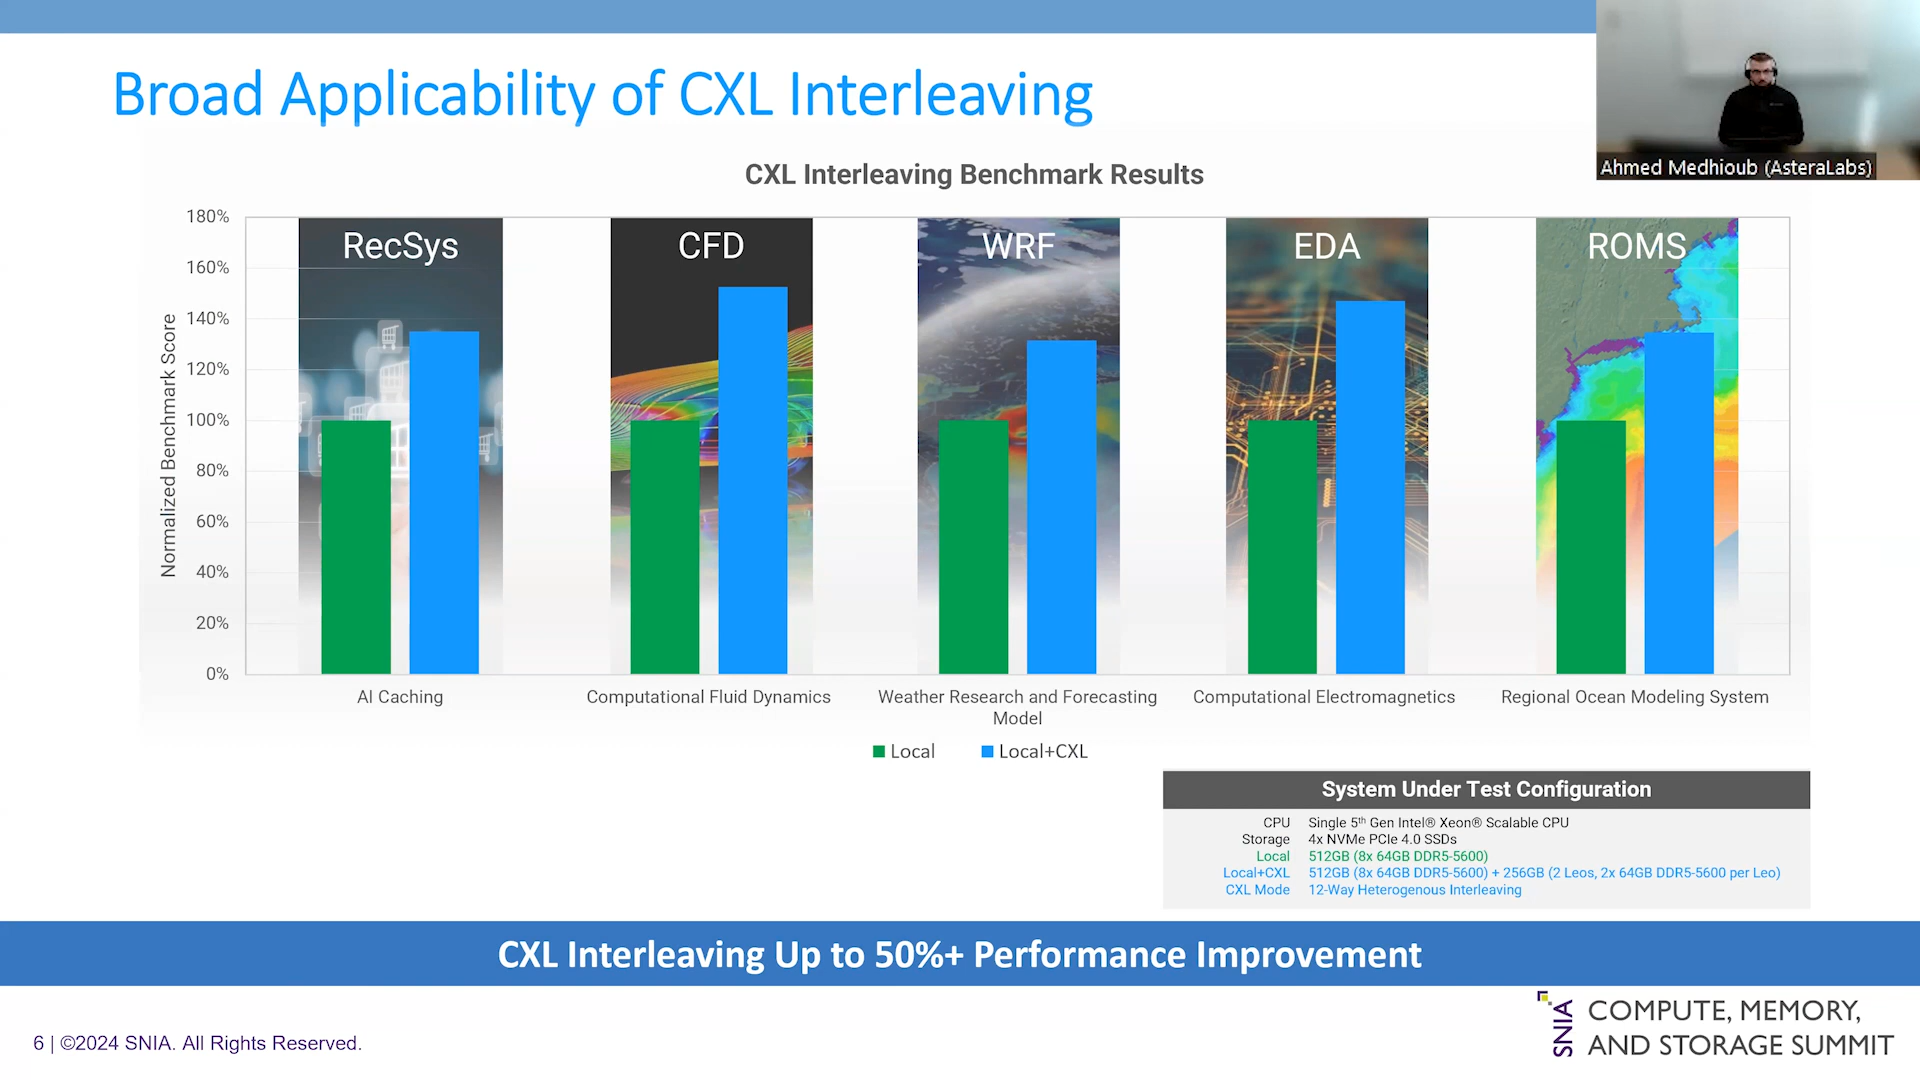 Broad Applicability of CXL Interleaving
Ahmed Medhioub (AsteraLabs)
CXL Interleaving Benchmark Results
Normalized Benchmark Score
180%
160%
140%
120%
100%
80%
60%
40%
20%
0%
RecSys
CFD
WRF
EDA
ROMS
AI Caching
Computational Fluid Dynamics
Weather Research and Forecasting
Model
Computational Electromagnetics
Regional Ocean Modeling System
Local
Local+CXL
System Under Test Configuration
CPU Single 5th Gen Intel® Xeon® Scalable CPU
Storage 4x NVMe PCIe 4.0 SSDs
Local 512GB (8x 64GB DDR5-5600)
Local+CXL 512GB (8x 64GB DDR5-5600) + 256GB (2 Leos, 2x 64GB DDR5-5600 per Leo)
CXL Mode 12-Way Heterogenous Interleaving
CXL Interleaving Up to 50%+ Performance Improvement
6 | ©2024 SNIA. All Rights Reserved.
SNIA
COMPUTE, MEMORY,
AND STORAGE SUMMIT